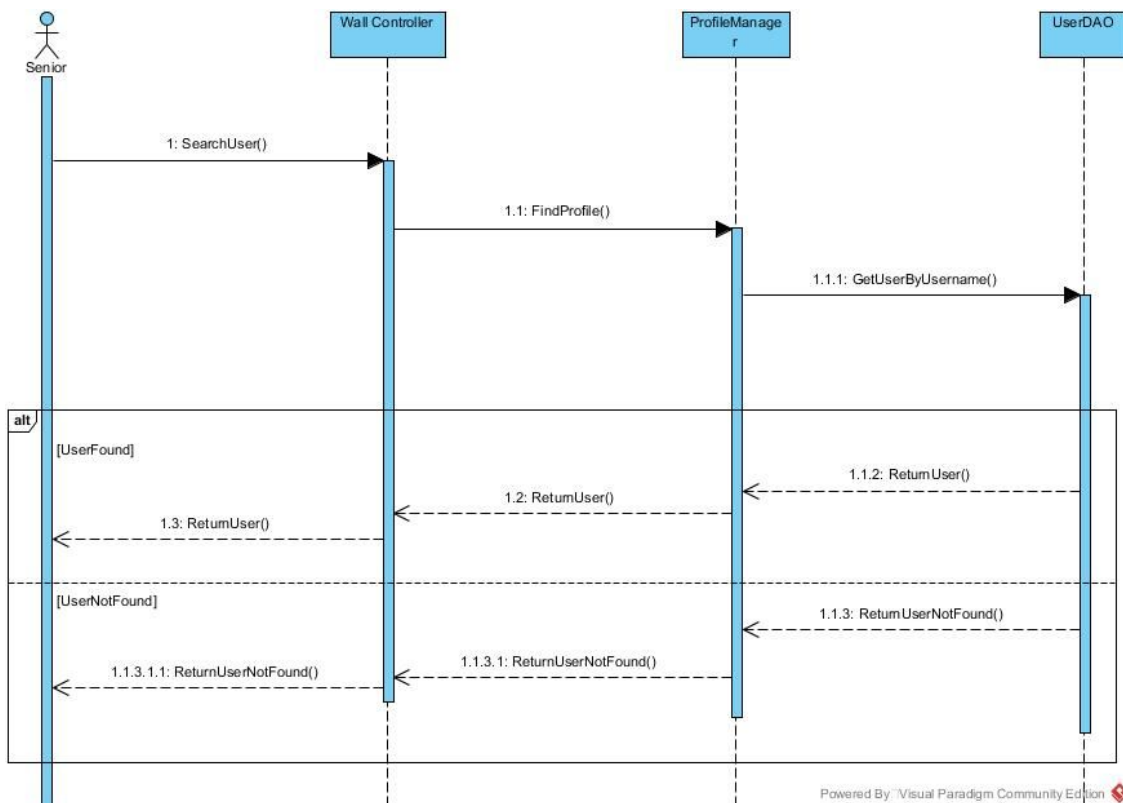 Wall Controller
ProfileManage
r
UserDAO
Senior
1: SearchUser()
1.1: FindProfile()
1.1.1: GetUserByUsername()
alt
[UserFound]
1.1.2: ReturnUser()
1.2: ReturnUser()
1.3: ReturnUser()
[UserNotFound]
1.1.3: ReturnUserNotFound()
1.1.3.1: ReturnUserNotFound()
1.1.3.1.1: ReturnUserNotFound()
Powered By Visual Paradigm Community Edition